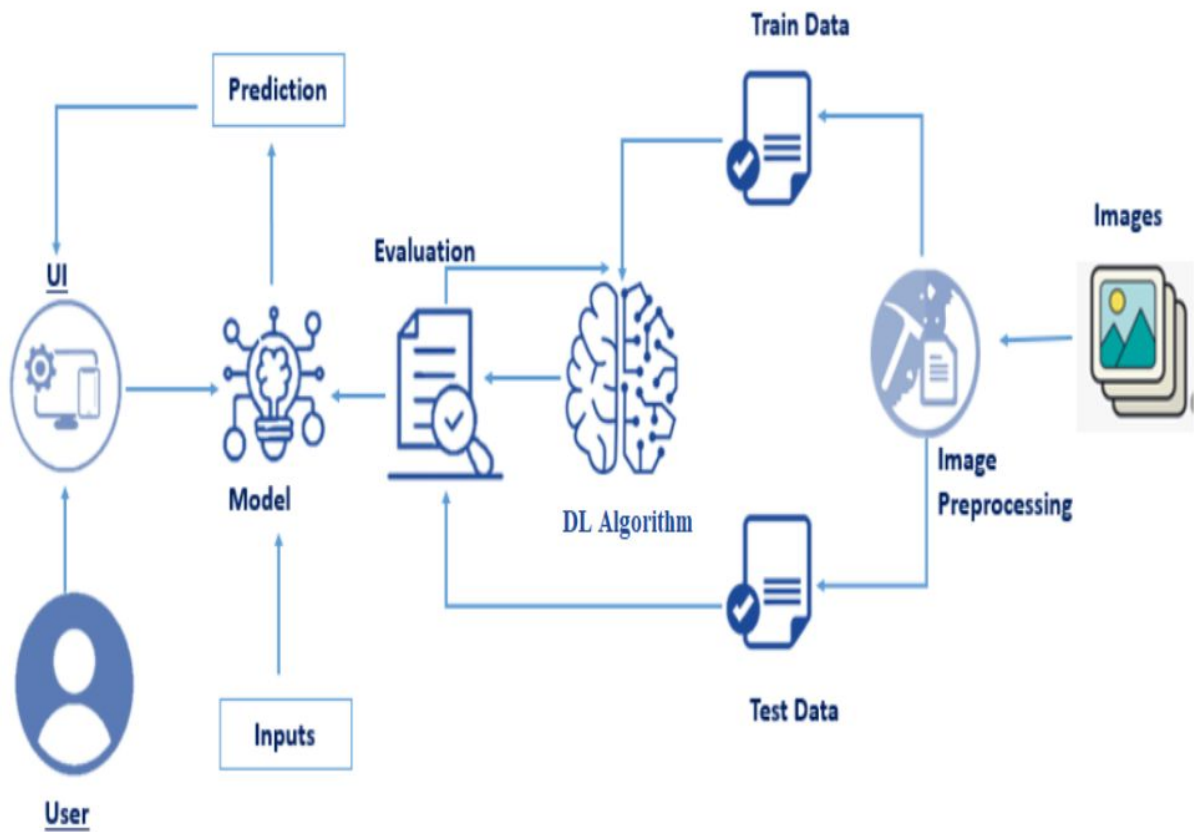 Train Data
Prediction
Images
Evaluation
UI
Image
Preprocessing
Model
DL Algorithm
Test Data
Inputs
User